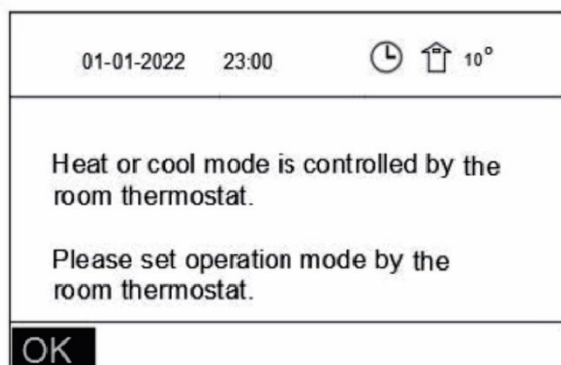 01-01-2022 23:00 10°
Heat or cool mode is controlled by the
room thermostat.
Please set operation mode by the
room thermostat.
OK